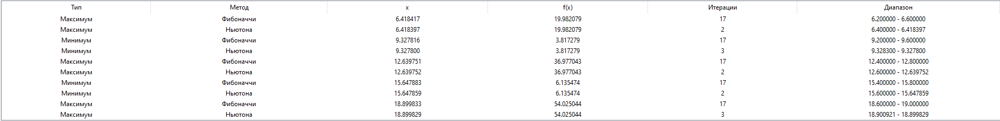 Тип Метод x f(x) Итерации Диапазон
Максимум Фибоначчи 6.418417 19.982079 17 6.200000 - 6.600000
Максимум Ньютона 6.418397 19.982079 2 6.400000 - 6.418397
Минимум Фибоначчи 9.327816 3.817279 17 9.200000 - 9.600000
Минимум Ньютона 9.327800 3.817279 3 9.328300 - 9.327800
Максимум Фибоначчи 12.639751 36.977043 17 12.400000 - 12.800000
Максимум Ньютона 12.639752 36.977043 2 12.600000 - 12.639752
Минимум Фибоначчи 15.647883 6.135474 17 15.400000 - 15.800000
Минимум Ньютона 15.647859 6.135474 2 15.600000 - 15.647859
Максимум Фибоначчи 18.899833 54.025044 17 18.600000 - 19.000000
Максимум Ньютона 18.899829 54.025044 3 18.900921 - 18.899829